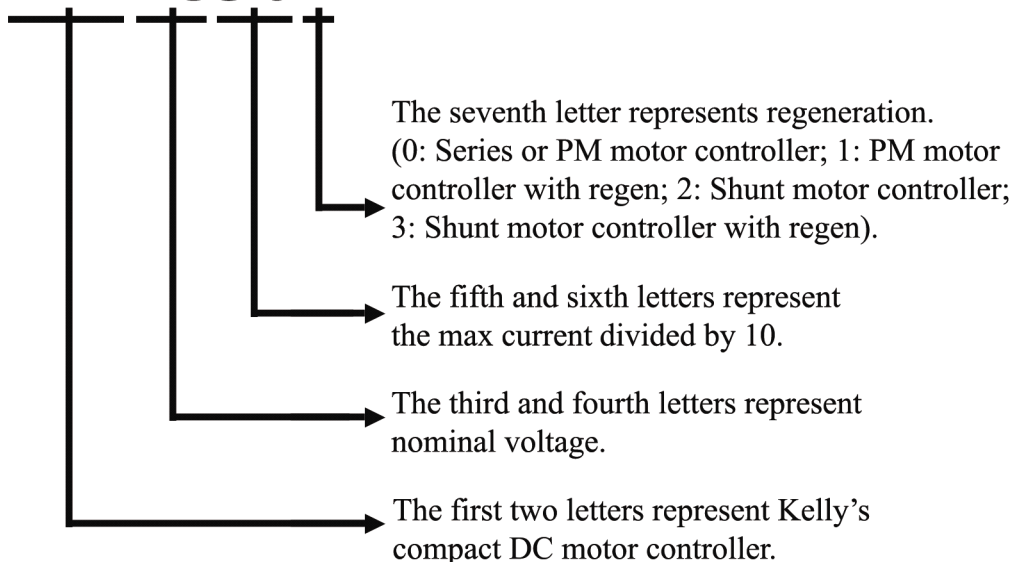 The seventh letter represents regeneration.
(0: Series or PM motor controller; 1: PM motor
controller with regen; 2: Shunt motor controller;
3: Shunt motor controller with regen).
The fifth and sixth letters represent
the max current divided by 10.
The third and fourth letters represent
nominal voltage.
The first two letters represent Kelly’s
compact DC motor controller.